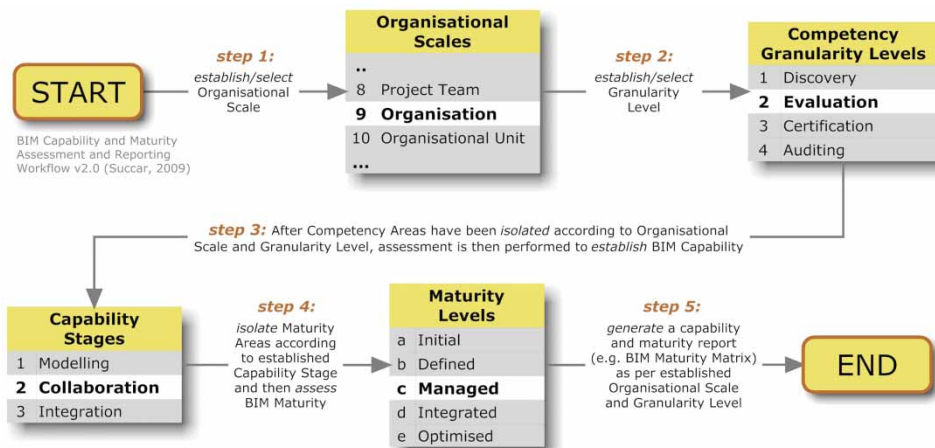 START
BIM Capability and Maturity
Assessment and Reporting
Workflow v2.0 (Succar, 2009)
step 1:
establish/select
Organisational
Scale
Organisational
Scales
..
8 Project Team
9 Organisation
10 Organisational Unit
...
step 2:
establish/select
Granularity
Level
Competency
Granularity Levels
1 Discovery
2 Evaluation
3 Certification
4 Auditing
step 3: After Competency Areas have been isolated according to Organisational
Scale and Granularity Level, assessment is then performed to establish BIM Capability
Capability
Stages
1 Modelling
2 Collaboration
3 Integration
step 4:
isolate Maturity
Areas according
to established
Capability Stage
and then assess
BIM Maturity
Maturity
Levels
a Initial
b Defined
c Managed
d Integrated
e Optimised
step 5:
generate a capability
and maturity report
(e.g. BIM Maturity Matrix)
as per established
Organisational Scale
and Granularity Level
END